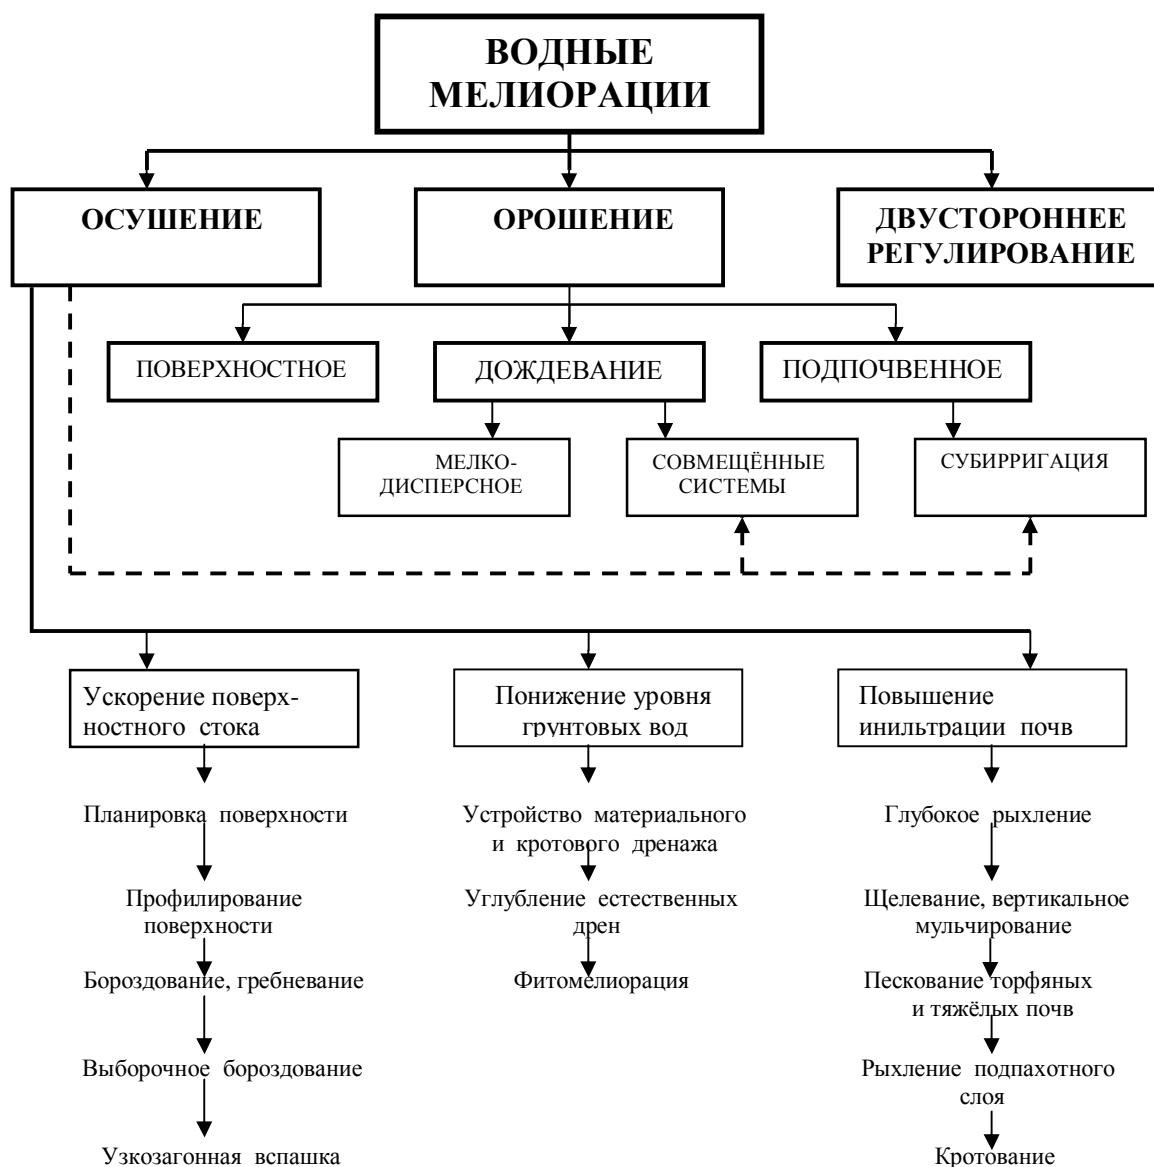 ВОДНЫЕ
МЕЛИОРАЦИИ
ОСУШЕНИЕ
ОРОШЕНИЕ
ДВУСТОРОННЕЕ
РЕГУЛИРОВАНИЕ
ПОВЕРХНОСТНОЕ
ДОЖДЕВАНИЕ
ПОДПОЧВЕННОЕ
МЕЛКО-
ДИСПЕРСНОЕ
СОВМЕЩЁННЫЕ
СИСТЕМЫ
СУБИРРИГАЦИЯ
Ускорение поверх-
ностного стока
Понижение уровня
грунтовых вод
Повышение
инильтрации почв
Планировка поверхности
Профилирование
поверхности
Бороздование, гребневание
Выборочное бороздование
Узкозагонная вспашка
Устройство материального
и кротового дренажа
Углубление естественных
дрен
Фитомелиорация
Глубокое рыхление
Щелевание, вертикальное
мульчирование
Пескование торфяных
и тяжёлых почв
Рыхление подпахотного
слоя
Кротование